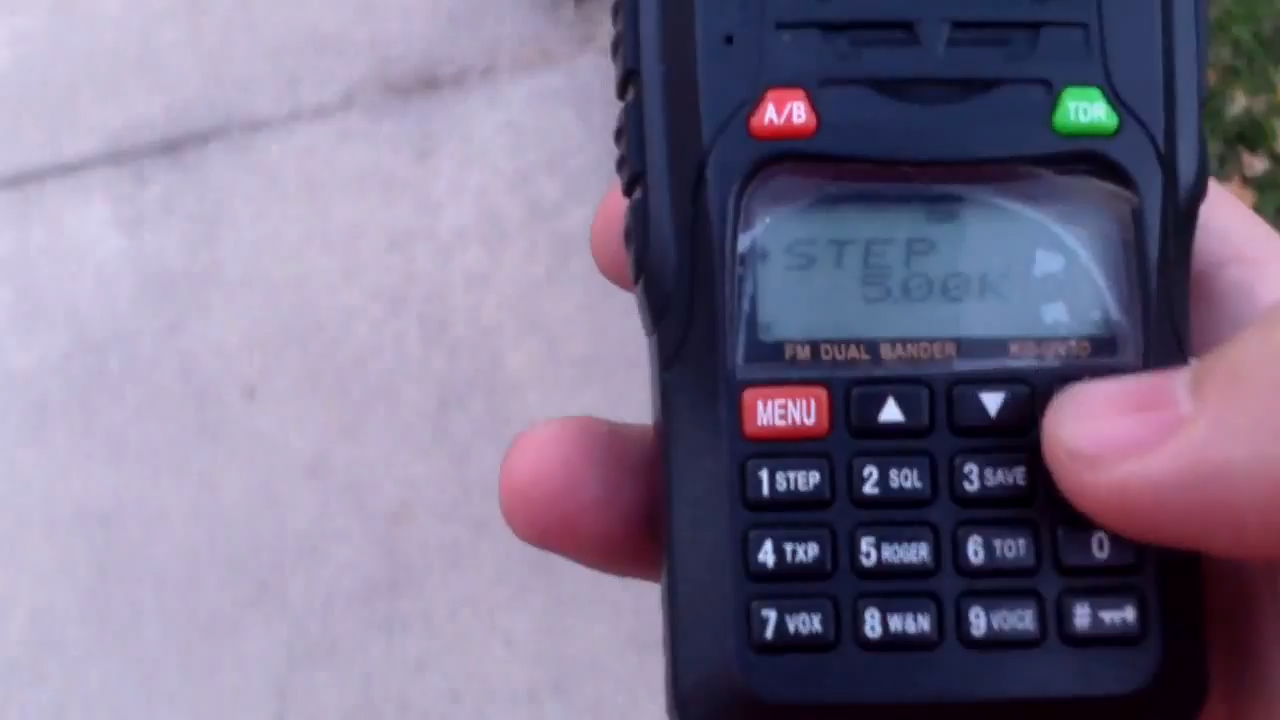 A/B TDR
STEP
5.00K
FM DUAL BANDER
MENU ▲ ▼
1 STEP 2 SQL 3 SAVE
4 TXP 5 ROGER 6 TOT 0
7 VOX 8 W&N 9 VOICE #